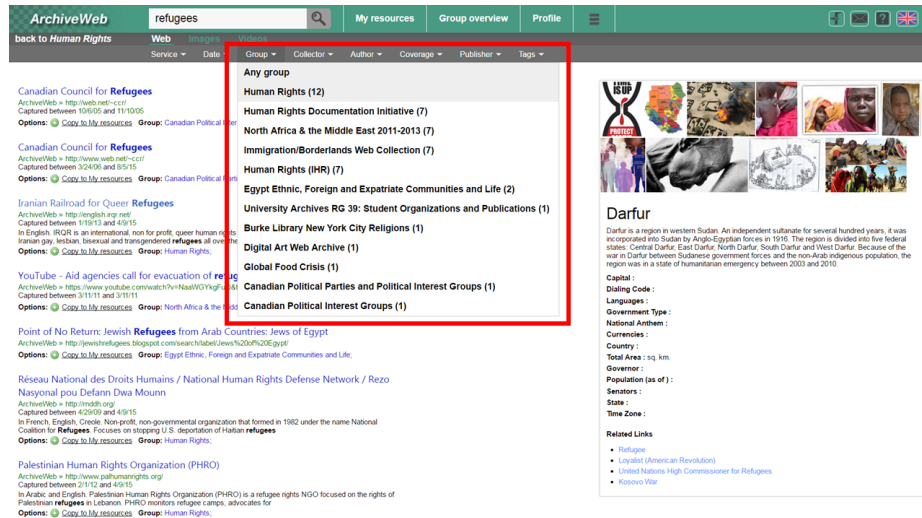 ArchiveWeb
refugees
My resources
Group overview
Profile
back to Human Rights
Web
Images
Videos
Service
Date
Group
Collector
Author
Coverage
Publisher
Tags
Any group
Human Rights (12)
Human Rights Documentation Initiative (7)
North Africa & the Middle East 2011-2013 (7)
Immigration/Borderlands Web Collection (7)
Human Rights (IHR) (7)
Egypt Ethnic, Foreign and Expatriate Communities and Life (2)
University Archives RG 39: Student Organizations and Publications (1)
Burke Library New York City Religions (1)
Digital Art Web Archive (1)
Global Food Crisis (1)
Canadian Political Parties and Political Interest Groups (1)
Canadian Political Interest Groups (1)
Canadian Council for Refugees
ArchiveWeb » http://web.net/~ccr/
Captured between 10/6/05 and 11/10/05
Options: Copy to My resources Group: Canadian Political Inter
Canadian Council for Refugees
ArchiveWeb » http://www.web.net/~ccr/
Captured between 3/24/06 and 8/5/15
Options: Copy to My resources Group: Canadian Political Parti
Iranian Railroad for Queer Refugees
ArchiveWeb » http://english.irqr.net/
Captured between 1/19/13 and 4/9/15
In English. IRQR is an international, non for profit, queer human rights
Iranian gay, lesbian, bisexual and transgendered refugees all over the
Options: Copy to My resources Group: Human Rights;
YouTube - Aid agencies call for evacuation of refug
ArchiveWeb » https://www.youtube.com/watch?v=NaaWGYkgFu
Captured between 3/11/11 and 3/11/11
Options: Copy to My resources Group: North Africa & the Midd
Point of No Return: Jewish Refugees from Arab Countries: Jews of Egypt
ArchiveWeb » http://jewishrefugees.blogspot.com/search/label/Jews%20of%20Egypt/
Options: Copy to My resources Group: Egypt Ethnic, Foreign and Expatriate Communities and Life;
Réseau National des Droits Humains / National Human Rights Defense Network / Rezo
Nasyonal pou Defann Dwa Mounn
ArchiveWeb » http://rnddh.org/
Captured between 4/29/09 and 4/9/15
In French, English, Creole. Non-profit, non-governmental organization that formed in 1982 under the name National
Coalition for Refugees. Focuses on stopping U.S. deportation of Haitian refugees
Options: Copy to My resources Group: Human Rights;
Palestinian Human Rights Organization (PHRO)
ArchiveWeb » http://www.palhumanrights.org/
Captured between 2/1/12 and 4/9/15
In Arabic and English. Palestinian Human Rights Organization (PHRO) is a refugee rights NGO focused on the rights of
Palestinian refugees in Lebanon. PHRO monitors refugee camps, advocates for
Options: Copy to My resources Group: Human Rights;
TIME
IS UP
PROTECT
Darfur
Darfur is a region in western Sudan. An independent sultanate for several hundred years, it was
incorporated into Sudan by Anglo-Egyptian forces in 1916. The region is divided into five federal
states: Central Darfur, East Darfur, North Darfur, South Darfur and West Darfur. Because of the
war in Darfur between Sudanese government forces and the non-Arab indigenous population, the
region was in a state of humanitarian emergency between 2003 and 2010.
Capital :
Dialing Code :
Languages :
Government Type :
National Anthem :
Currencies :
Country :
Total Area : sq. km.
Governor :
Population (as of ) :
Senators :
State :
Time Zone :
Related Links
Refugee
Loyalist (American Revolution)
United Nations High Commissioner for Refugees
Kosovo War